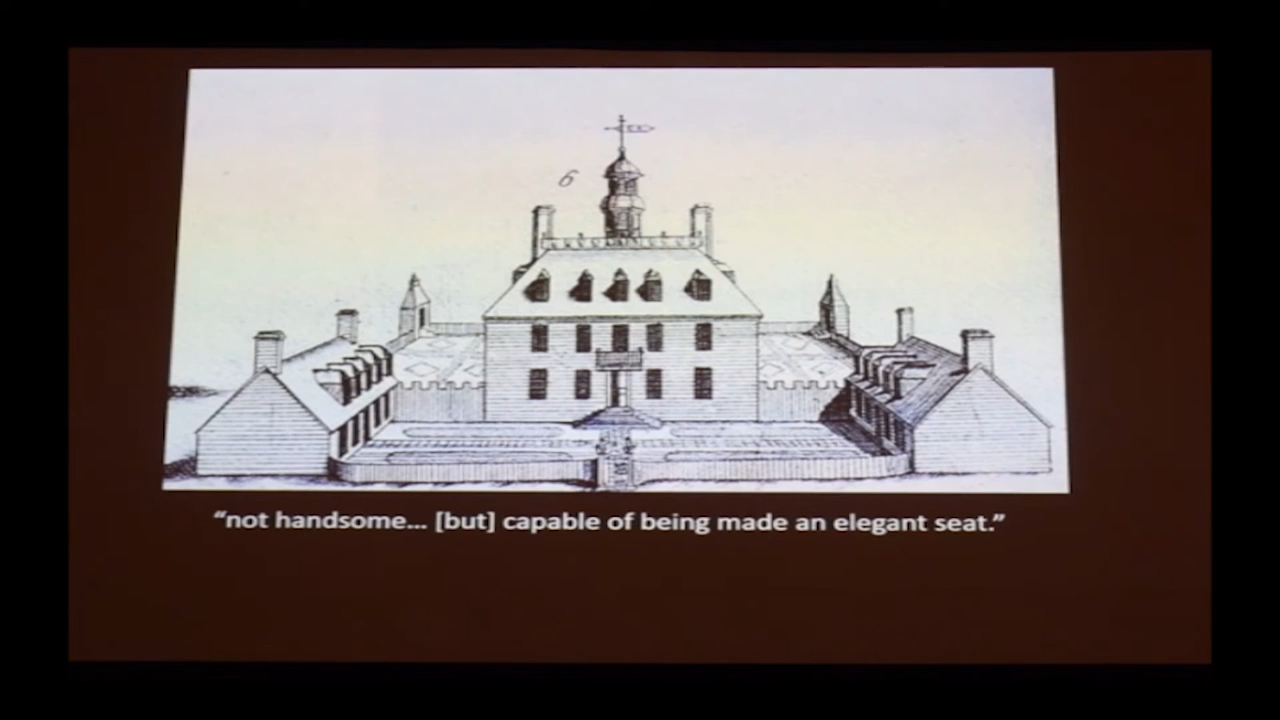 6
“not handsome... [but] capable of being made an elegant seat.”